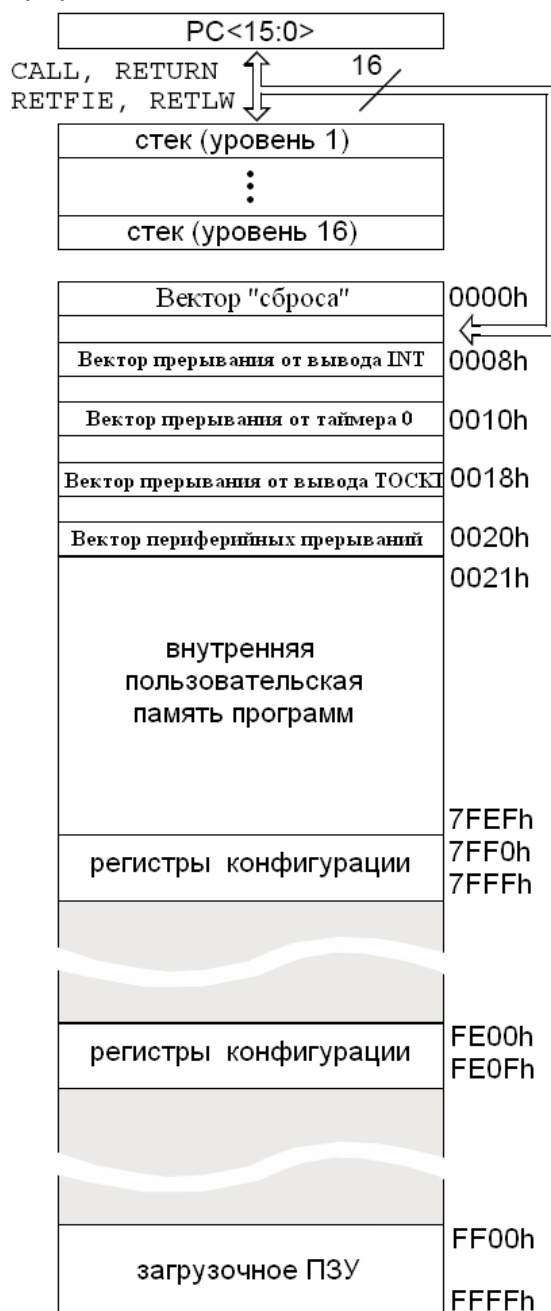 PC<15:0>
CALL, RETURN
16
RETFIE, RETLW
стек (уровень 1)
стек (уровень 16)
Вектор "сброса" 0000h
Вектор прерывания от вывода INT 0008h
Вектор прерывания от таймера 0 0010h
Вектор прерывания от вывода TOCKI 0018h
Вектор периферийных прерываний 0020h
0021h
внутренняя
пользовательская
память программ
7FEFh
7FF0h
регистры конфигурации
7FFFh
FE00h
регистры конфигурации
FE0Fh
FF00h
загрузочное ПЗУ
FFFFh